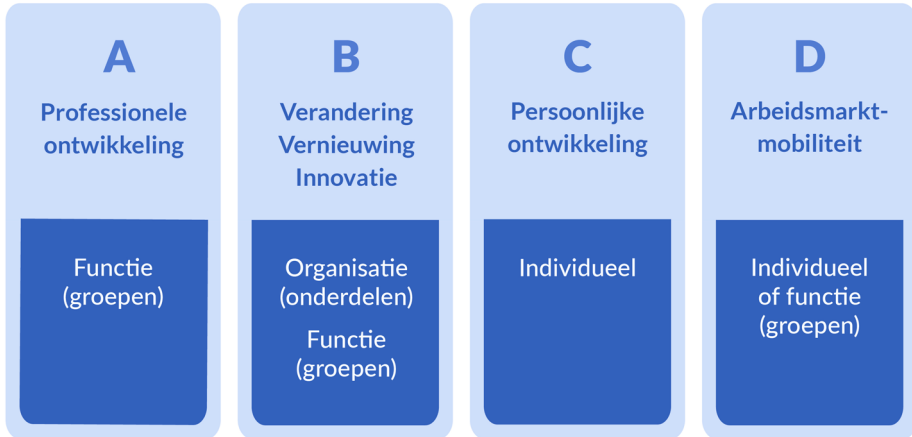 A
Professionele
ontwikkeling
Functie
(groepen)
B
Verandering
Vernieuwing
Innovatie
Organisatie
(onderdelen)
Functie
(groepen)
C
Persoonlijke
ontwikkeling
Individueel
D
Arbeidsmarkt-
mobiliteit
Individueel
of functie
(groepen)